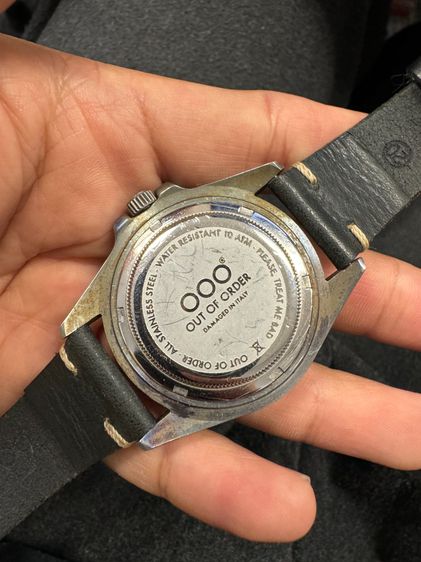 OOO®
OUT OF ORDER
DAMAGED IN ITALY
OUT OF ORDER · ALL STAINLESS STEEL · WATER RESISTANT 10 ATM · PLEASE, TREAT ME BAD